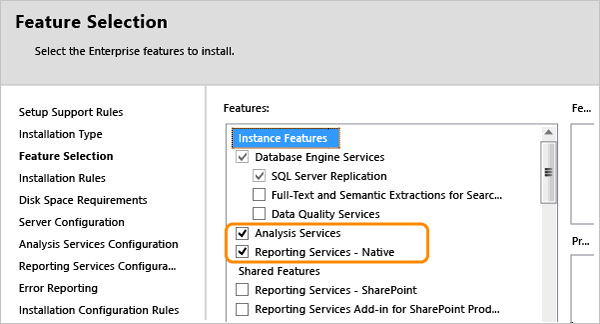 Feature Selection
Select the Enterprise features to install.
Setup Support Rules
Installation Type
Feature Selection
Installation Rules
Disk Space Requirements
Server Configuration
Analysis Services Configuration
Reporting Services Configura...
Error Reporting
Installation Configuration Rules
Features:
Instance Features
Database Engine Services
SQL Server Replication
Full-Text and Semantic Extractions for Searc...
Data Quality Services
Analysis Services
Reporting Services - Native
Shared Features
Reporting Services - SharePoint
Reporting Services Add-in for SharePoint Prod...
Fe...
Pr...